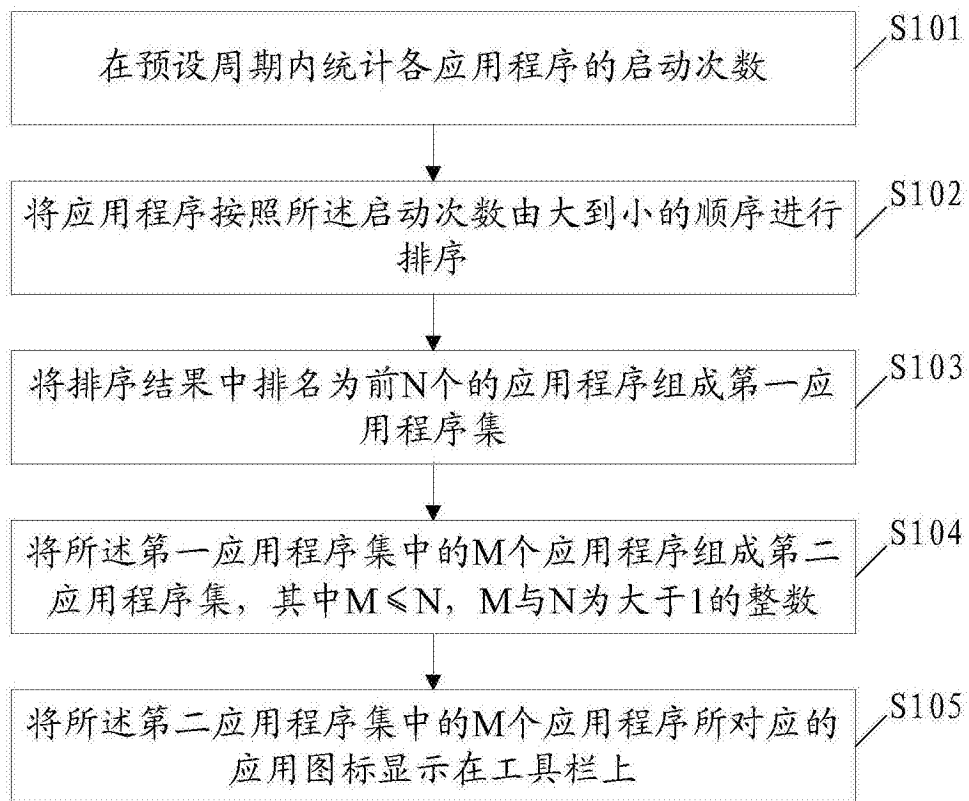 在预设周期内统计各应用程序的启动次数
S101
将应用程序按照所述启动次数由大到小的顺序进行
排序
S102
将排序结果中排名为前N个的应用程序组成第一应
用程序集
S103
将所述第一应用程序集中的M个应用程序组成第二
应用程序集，其中M≤N，M与N为大于1的整数
S104
将所述第二应用程序集中的M个应用程序所对应的
应用图标显示在工具栏上
S105